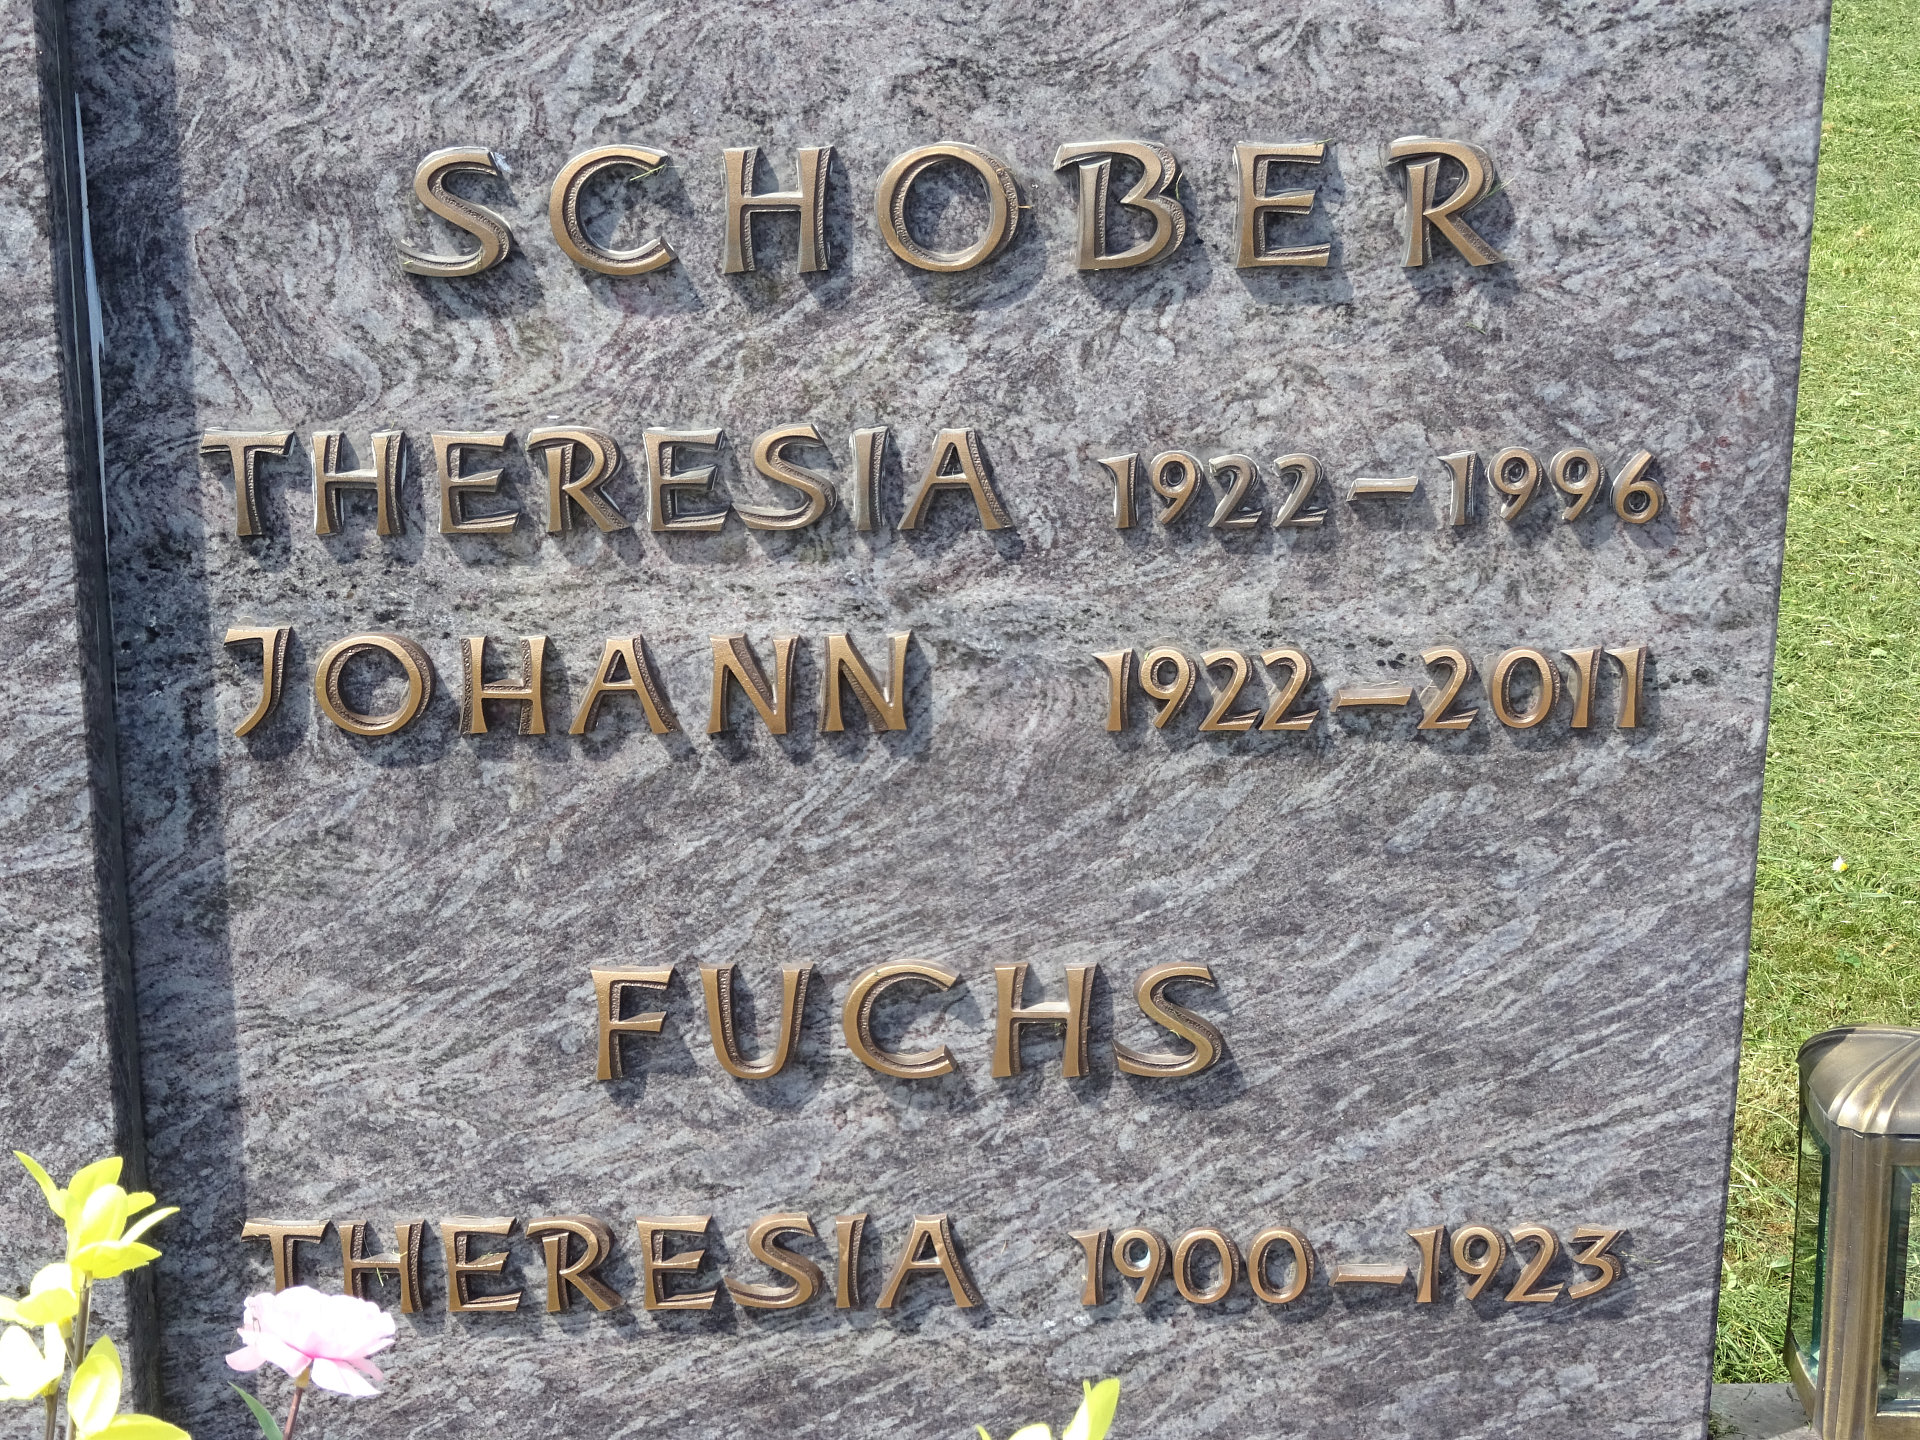 SCHOBER
THERESIA 1922 – 1996
JOHANN 1922 – 2011
FUCHS
THERESIA 1900 – 1923